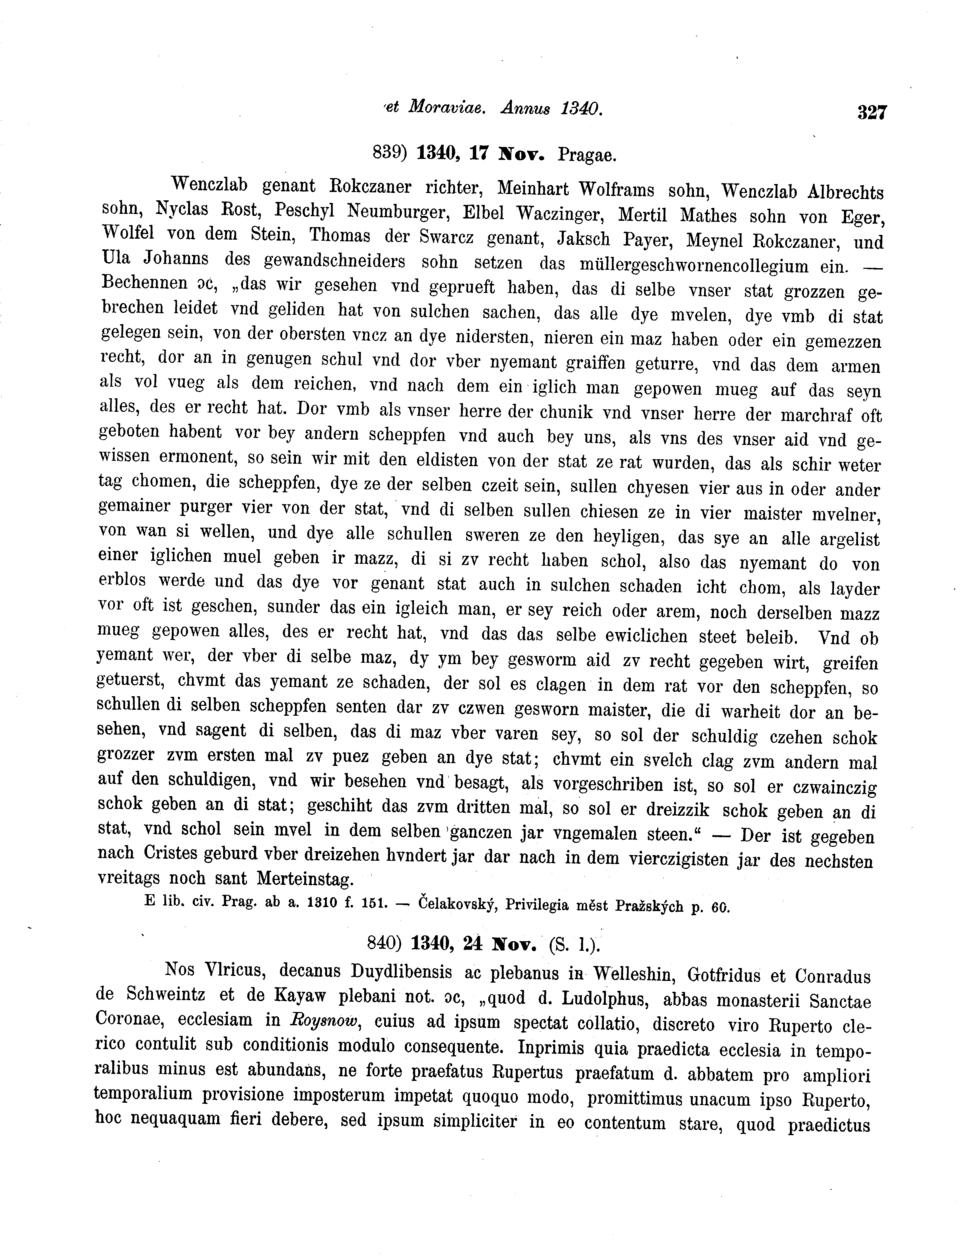 et Moraviae. Annus 1340.
327
839) 1340, 17 Nov. Pragae.
Wenczlab genant Rokczaner richter, Meinhart Wolframs sohn, Wenczlab Albrechts
sohn, Nyclas Rost, Peschyl Neumburger, Elbel Waczinger, Mertil Mathes sohn von Eger,
Wolfel von dem Stein, Thomas der Swarcz genant, Jaksch Payer, Meynel Rokczaner, und
Ula Johanns des gewandschneiders sohn setzen das müllergeschwornencollegium ein. —
Bechennen ɔc, „das wir gesehen vnd geprueft haben, das di selbe vnser stat grozzen ge-
brechen leidet vnd geliden hat von sulchen sachen, das alle dye mvelen, dye vmb di stat
gelegen sein, von der obersten vncz an dye nidersten, nieren ein maz haben oder ein gemezzen
recht, dor an in genugen schul vnd dor vber nyemant graiffen geturre, vnd das dem armen
als vol vueg als dem reichen, vnd nach dem ein iglich man gepowen mueg auf das seyn
alles, des er recht hat. Dor vmb als vnser herre der chunik vnd vnser herre der marchraf oft
geboten habent vor bey andern scheppfen vnd auch bey uns, als vns des vnser aid vnd ge-
wissen ermonent, so sein wir mit den eldisten von der stat ze rat wurden, das als schir weter
tag chomen, die scheppfen, dye ze der selben czeit sein, sullen chyesen vier aus in oder ander
gemainer purger vier von der stat, vnd di selben sullen chiesen ze in vier maister mvelner,
von wan si wellen, und dye alle schullen sweren ze den heyligen, das sye an alle argelist
einer iglichen muel geben ir mazz, di si zv recht haben schol, also das nyemant do von
erblos werde und das dye vor genant stat auch in sulchen schaden icht chom, als layder
vor oft ist geschen, sunder das ein igleich man, er sey reich oder arem, noch derselben mazz
mueg gepowen alles, des er recht hat, vnd das das selbe ewiclichen steet beleib. Vnd ob
yemant wer, der vber di selbe maz, dy ym bey gesworm aid zv recht gegeben wirt, greifen
getuerst, chvmt das yemant ze schaden, der sol es clagen in dem rat vor den scheppfen, so
schullen di selben scheppfen senten dar zv czwen gesworn maister, die di warheit dor an be-
sehen, vnd sagent di selben, das di maz vber varen sey, so sol der schuldig czehen schok
grozzer zvm ersten mal zv puez geben an dye stat; chvmt ein svelch clag zvm andern mal
auf den schuldigen, vnd wir besehen vnd besagt, als vorgeschriben ist, so sol er czwainczig
schok geben an di stat; geschiht das zvm dritten mal, so sol er dreizzik schok geben an di
stat, vnd schol sein mvel in dem selben ganczen jar vngemalen steen.“ — Der ist gegeben
nach Cristes geburd vber dreizehen hvndert jar dar nach in dem vierczigisten jar des nechsten
vreitags noch sant Merteinstag.
E lib. civ. Prag. ab a. 1310 f. 151. — Čelakovský, Privilegia měst Pražských p. 60.
840) 1340, 24 Nov. (S. l.).
Nos Vlricus, decanus Duydlibensis ac plebanus in Welleshin, Gotfridus et Conradus
de Schweintz et de Kayaw plebani not. ɔc, „quod d. Ludolphus, abbas monasterii Sanctae
Coronae, ecclesiam in Roysnow, cuius ad ipsum spectat collatio, discreto viro Ruperto cle-
rico contulit sub conditionis modulo consequente. Inprimis quia praedicta ecclesia in tempo-
ralibus minus est abundans, ne forte praefatus Rupertus praefatum d. abbatem pro ampliori
temporalium provisione imposterum impetat quoquo modo, promittimus unacum ipso Ruperto,
hoc nequaquam fieri debere, sed ipsum simpliciter in eo contentum stare, quod praedictus